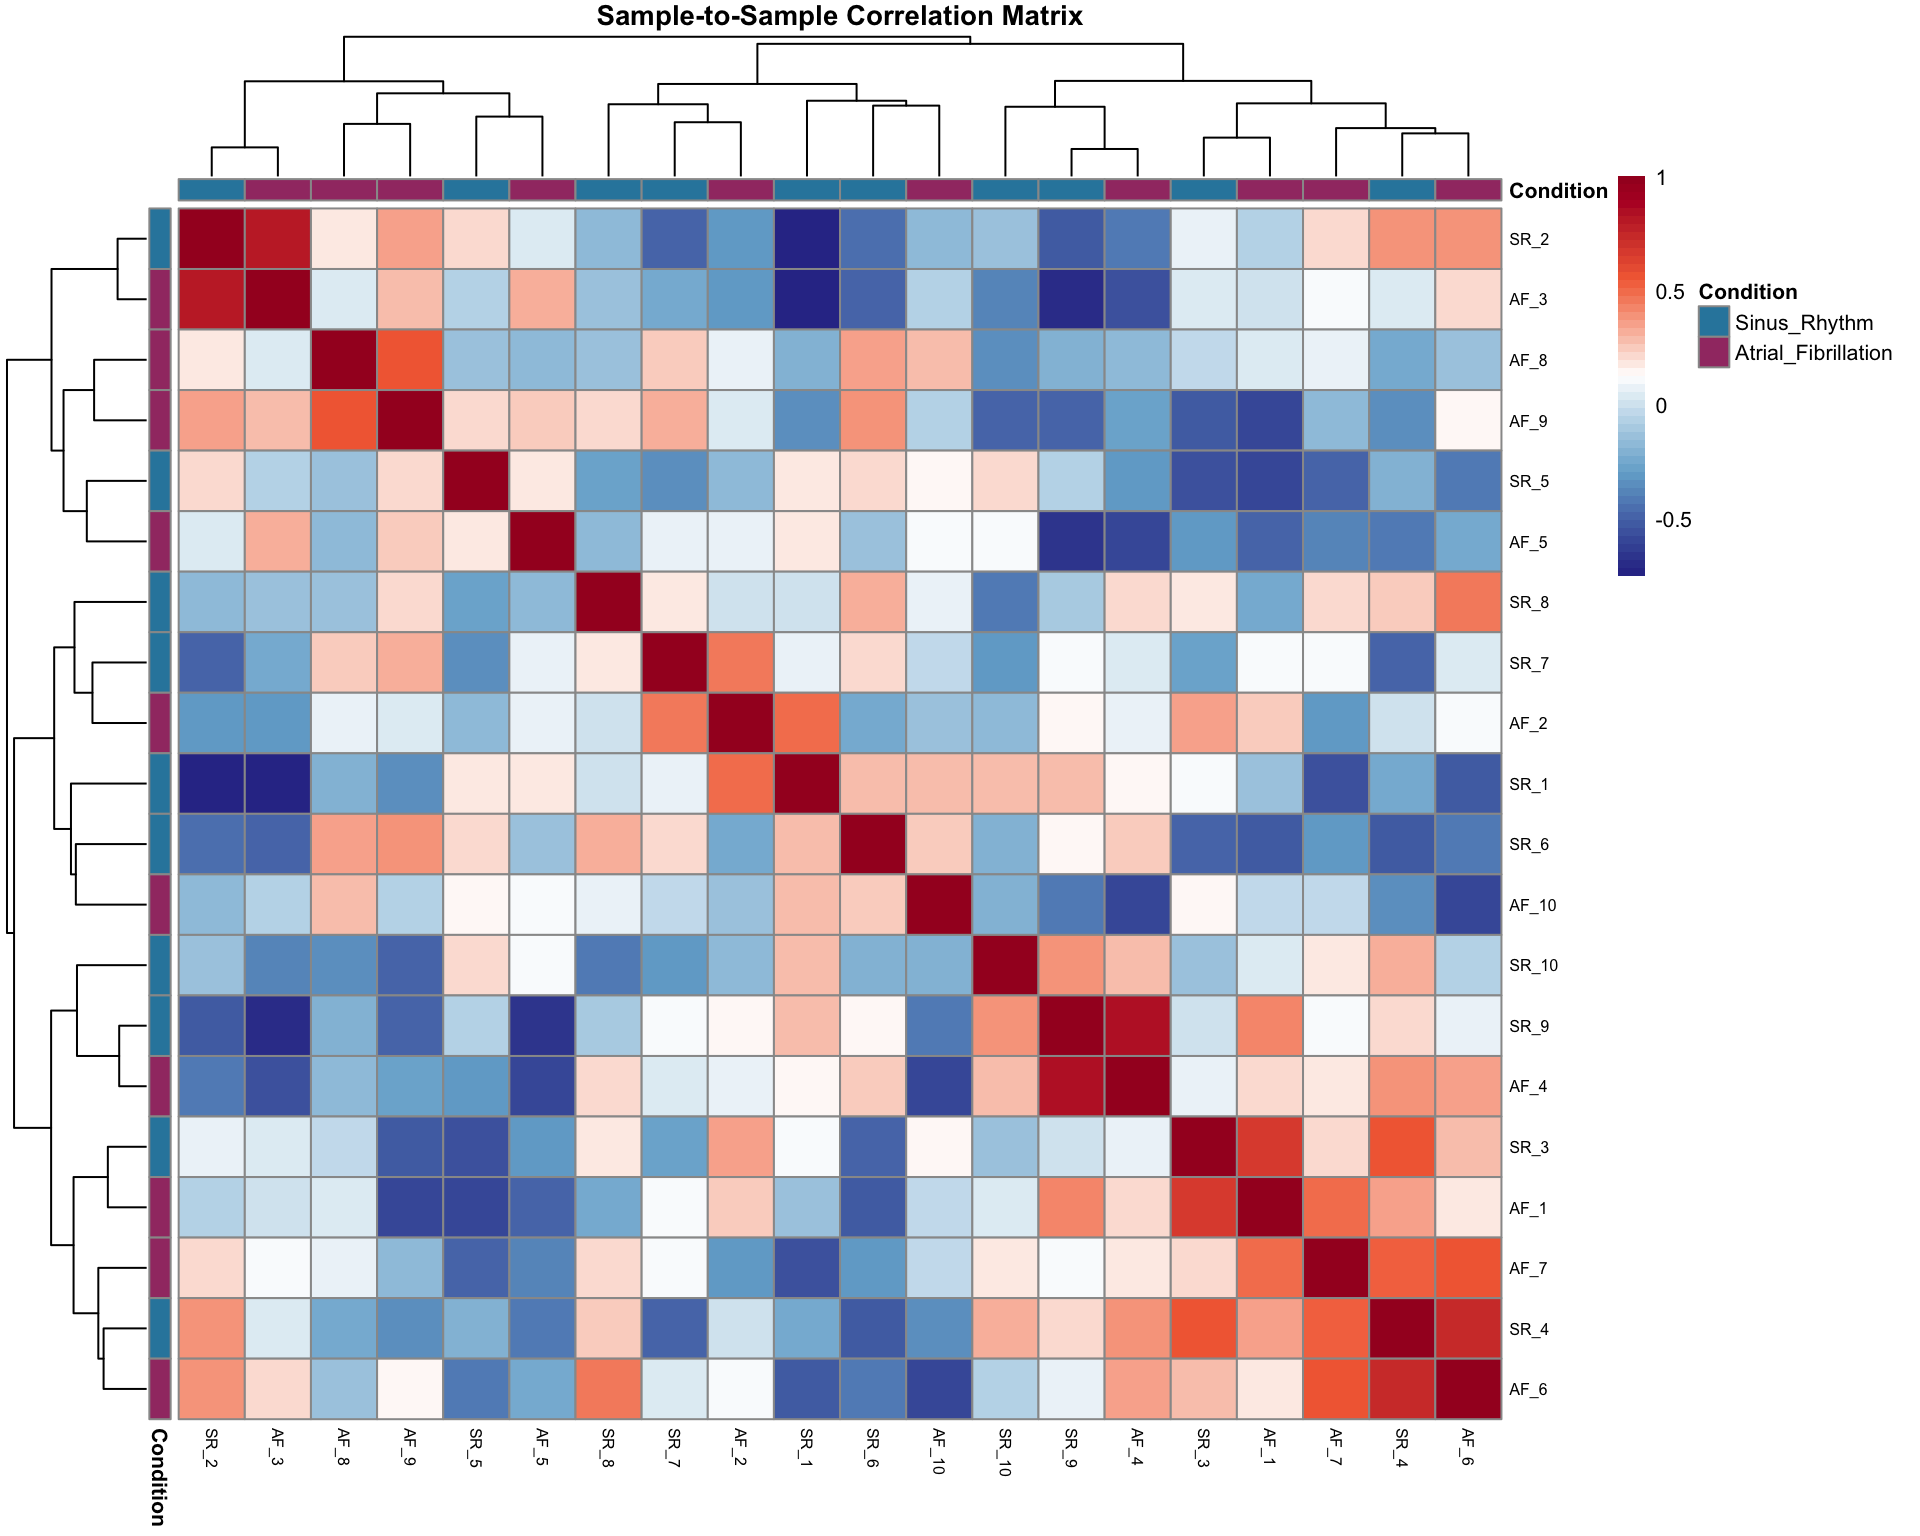 Sample-to-Sample Correlation Matrix
Condition
1
0.5
0
-0.5
Condition
Sinus_Rhythm
Atrial_Fibrillation
SR_2
AF_3
AF_8
AF_9
SR_5
AF_5
SR_8
SR_7
AF_2
SR_1
SR_6
AF_10
SR_10
SR_9
AF_4
SR_3
AF_1
AF_7
SR_4
AF_6
Condition
SR_2
AF_3
AF_8
AF_9
SR_5
AF_5
SR_8
SR_7
AF_2
SR_1
SR_6
AF_10
SR_10
SR_9
AF_4
SR_3
AF_1
AF_7
SR_4
AF_6